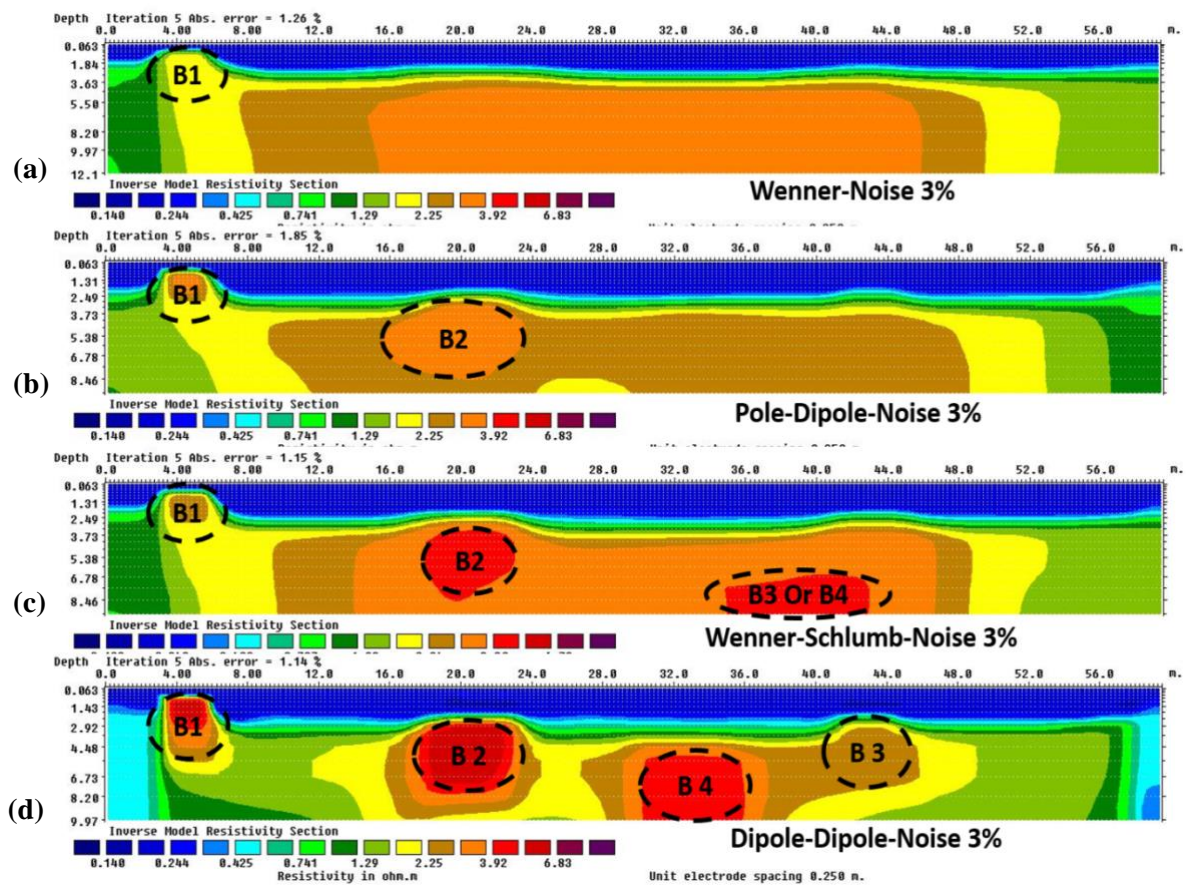 Depth Iteration 5 Abs. error = 1.26 %
0.0 4.00 8.00 12.0 16.0 20.0 24.0 28.0 32.0 36.0 40.0 44.0 48.0 52.0 56.0 m.
0.063
1.84
3.63
5.50
8.20
9.97
12.1
B1
(a)
Inverse Model Resistivity Section
Wenner-Noise 3%
0.140 0.244 0.425 0.741 1.29 2.25 3.92 6.83
Resistivity in ohm.m Unit electrode spacing 0.250 m.
Depth Iteration 5 Abs. error = 1.85 %
0.0 4.00 8.00 12.0 16.0 20.0 24.0 28.0 32.0 36.0 40.0 44.0 48.0 52.0 56.0 m.
0.063
1.31
2.49
3.73
5.38
6.78
8.46
B1
B2
(b)
Inverse Model Resistivity Section
Pole-Dipole-Noise 3%
0.140 0.244 0.425 0.741 1.29 2.25 3.92 6.83
Depth Iteration 5 Abs. error = 1.15 %
0.0 4.00 8.00 12.0 16.0 20.0 24.0 28.0 32.0 36.0 40.0 44.0 48.0 52.0 56.0 m.
0.063
1.31
2.49
3.73
5.38
6.78
8.46
B1
B2
B3 Or B4
(c)
Inverse Model Resistivity Section
Wenner-Schlumb-Noise 3%
Depth Iteration 5 Abs. error = 1.14 %
0.0 4.00 8.00 12.0 16.0 20.0 24.0 28.0 32.0 36.0 40.0 44.0 48.0 52.0 56.0 m.
0.063
1.43
2.92
4.48
6.73
8.20
9.97
B1
B 2
B 4
B 3
(d)
Inverse Model Resistivity Section
Dipole-Dipole-Noise 3%
0.140 0.244 0.425 0.741 1.29 2.25 3.92 6.83
Resistivity in ohm.m Unit electrode spacing 0.250 m.